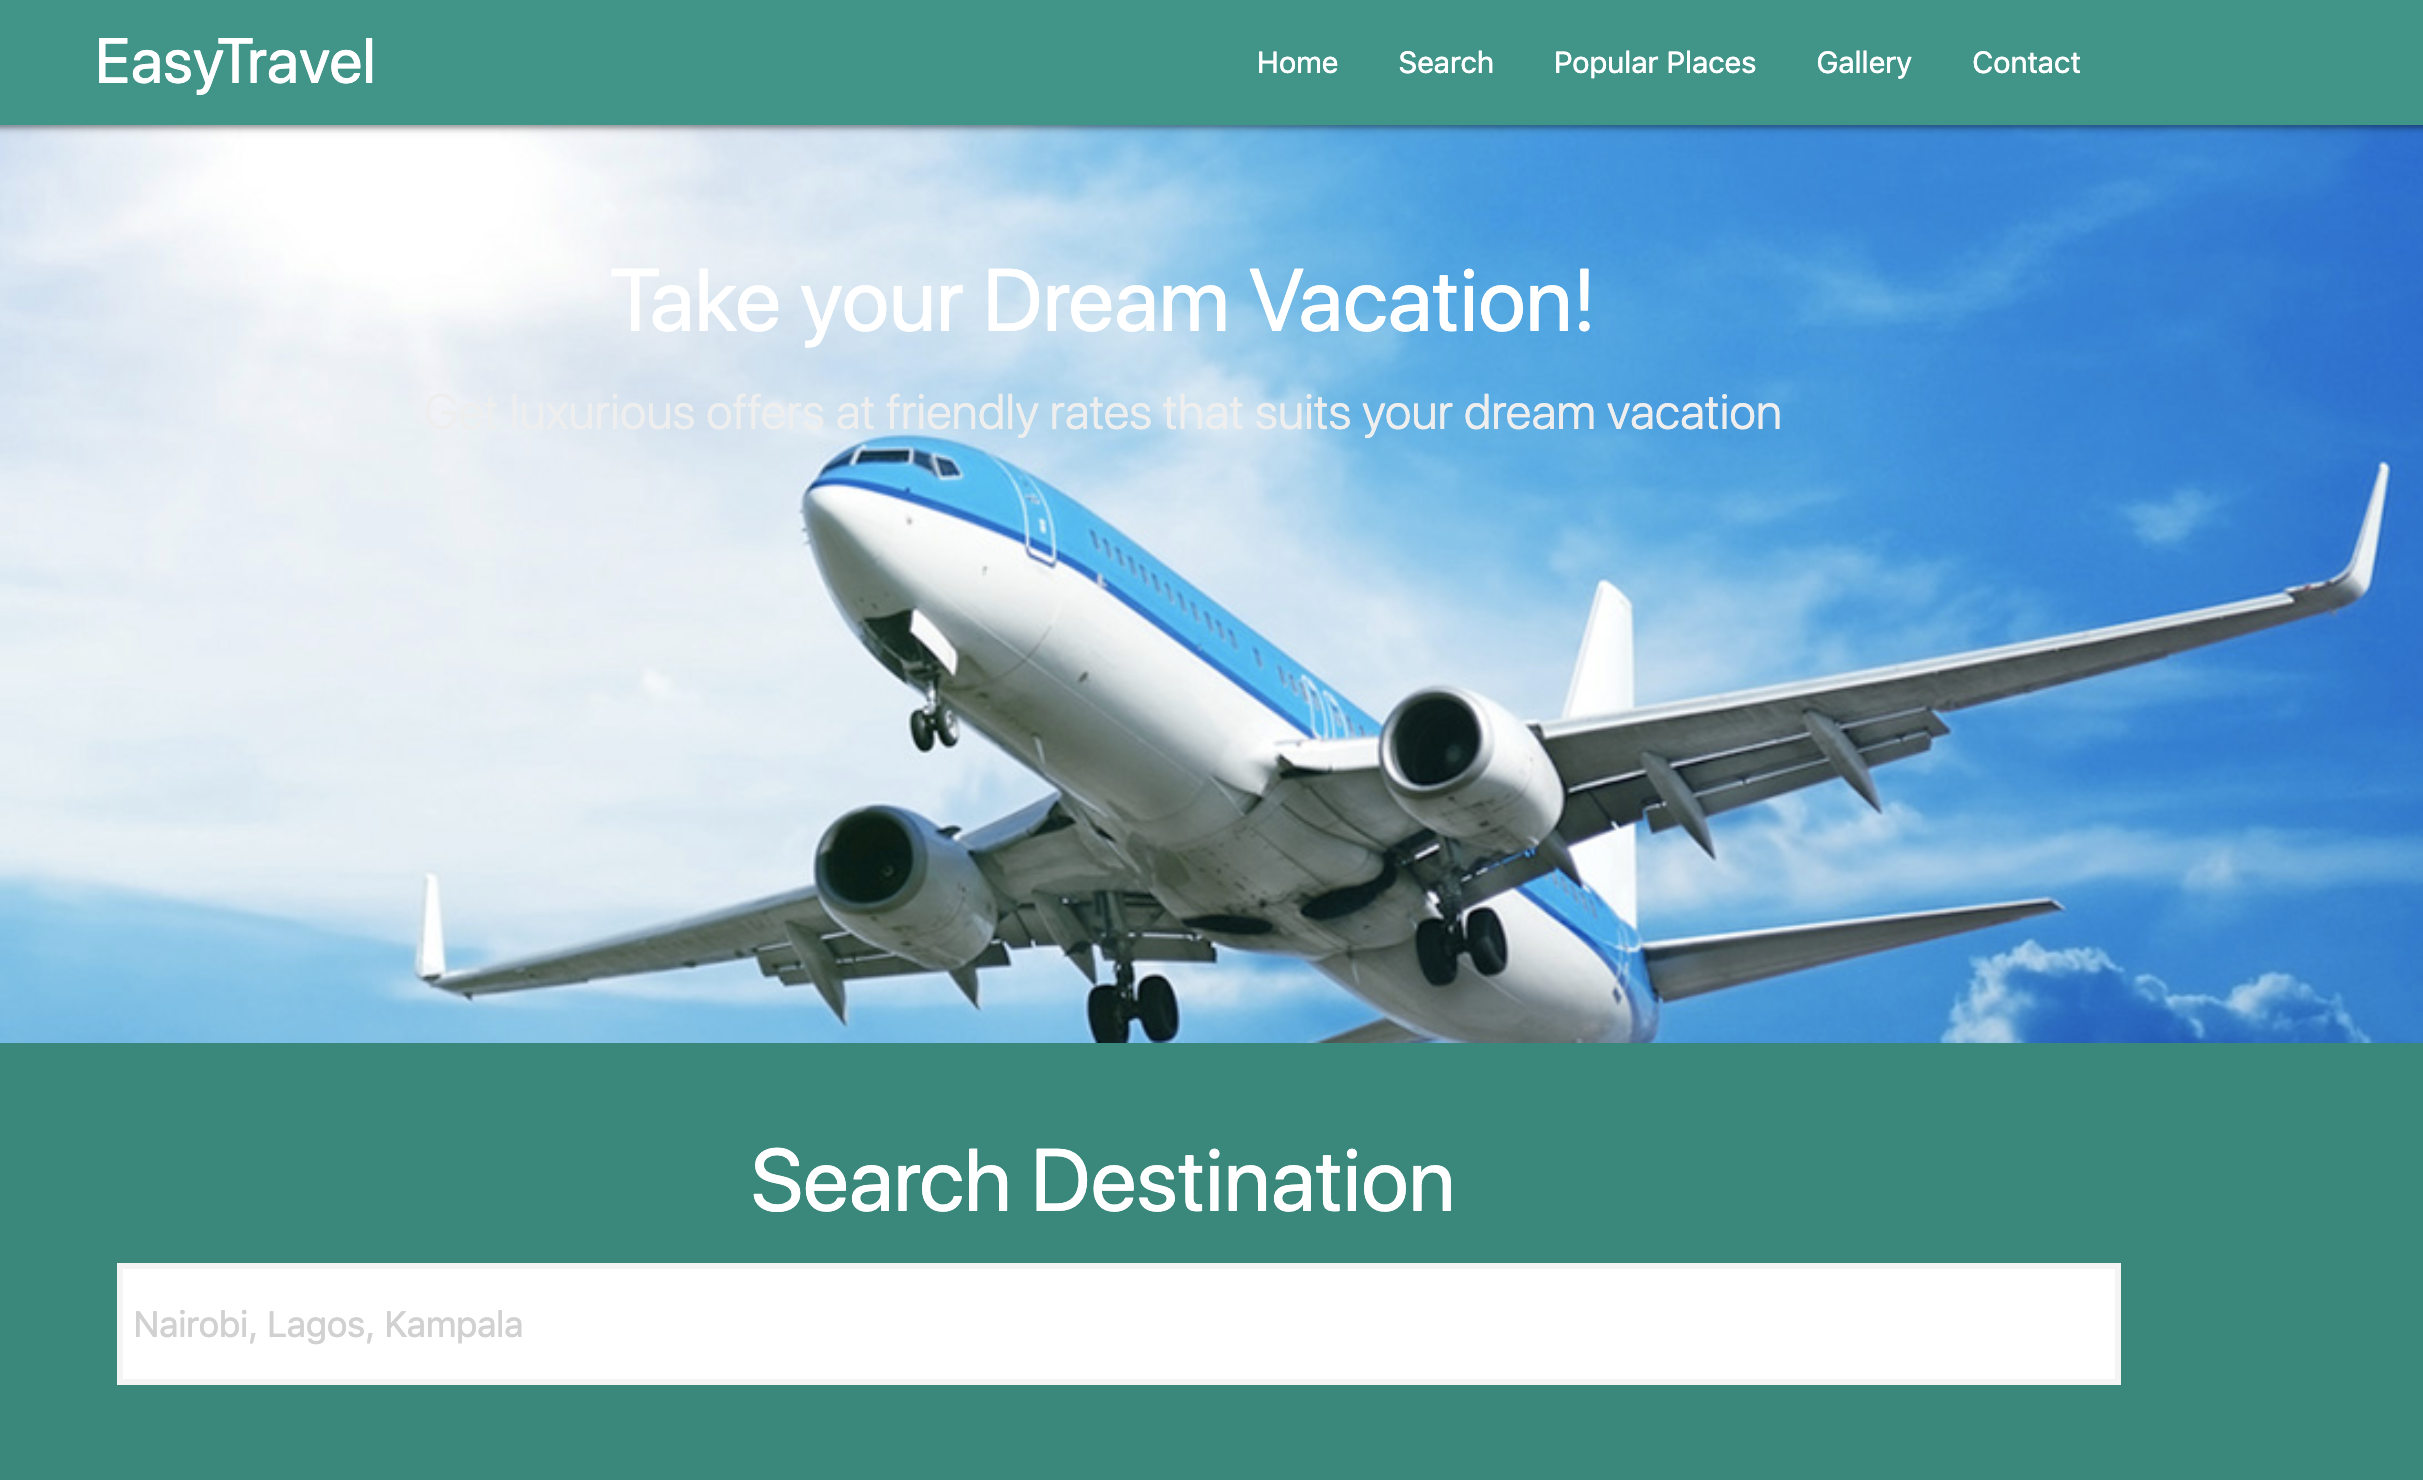 EasyTravel
Home Search Popular Places Gallery Contact
Take your Dream Vacation!
Get luxurious offers at friendly rates that suits your dream vacation
Search Destination
Nairobi, Lagos, Kampala